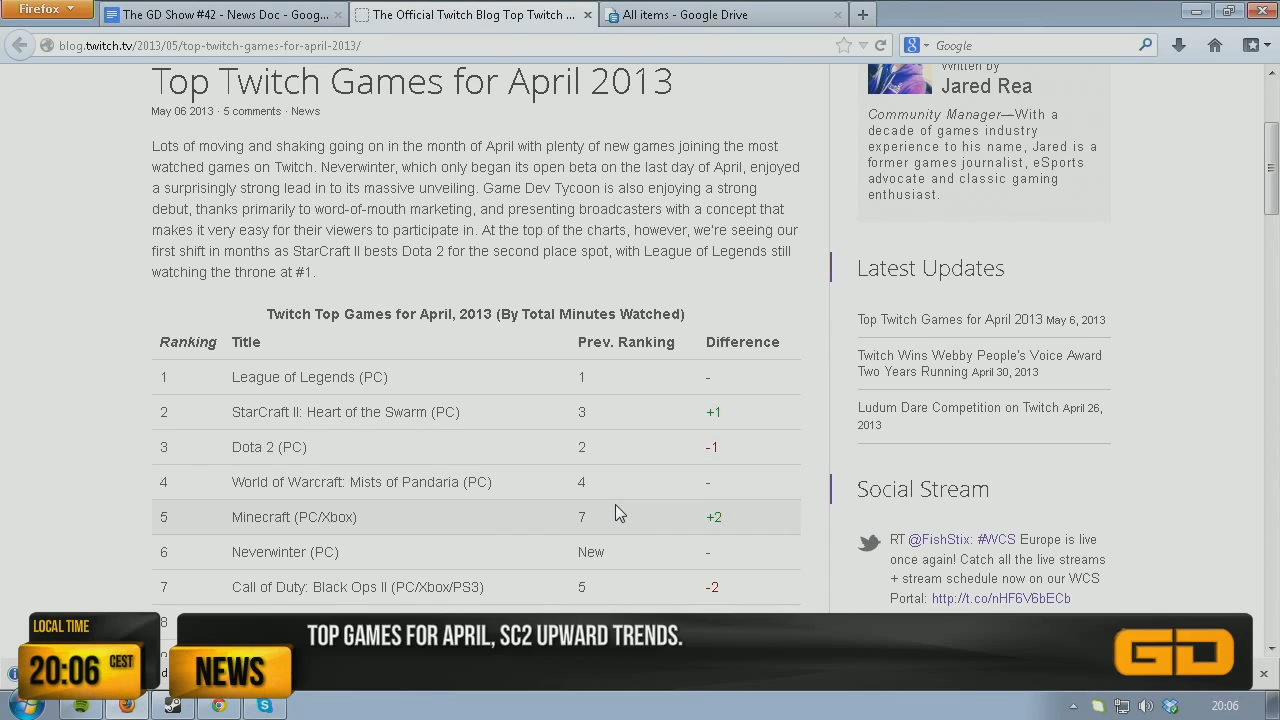 Firefox
The GD Show #42 - News Doc - Goog...
The Official Twitch Blog Top Twitch ...
All items - Google Drive
blog.twitch.tv/2013/05/top-twitch-games-for-april-2013/
Google
Top Twitch Games for April 2013
May 06 2013 · 5 comments · News
Lots of moving and shaking going on in the month of April with plenty of new games joining the most
watched games on Twitch. Neverwinter, which only began its open beta on the last day of April, enjoyed
a surprisingly strong lead in to its massive unveiling. Game Dev Tycoon is also enjoying a strong
debut, thanks primarily to word-of-mouth marketing, and presenting broadcasters with a concept that
makes it very easy for their viewers to participate in. At the top of the charts, however, we're seeing our
first shift in months as StarCraft II bests Dota 2 for the second place spot, with League of Legends still
watching the throne at #1.
Twitch Top Games for April, 2013 (By Total Minutes Watched)
Ranking Title Prev. Ranking Difference
1 League of Legends (PC) 1 -
2 StarCraft II: Heart of the Swarm (PC) 3 +1
3 Dota 2 (PC) 2 -1
4 World of Warcraft: Mists of Pandaria (PC) 4 -
5 Minecraft (PC/Xbox) 7 +2
6 Neverwinter (PC) New -
7 Call of Duty: Black Ops II (PC/Xbox/PS3) 5 -2
8
Written by
Jared Rea
Community Manager—With a
decade of games industry
experience to his name, Jared is a
former games journalist, eSports
advocate and classic gaming
enthusiast.
Latest Updates
Top Twitch Games for April 2013 May 6, 2013
Twitch Wins Webby People's Voice Award
Two Years Running April 30, 2013
Ludum Dare Competition on Twitch April 26,
2013
Social Stream
RT @FishStix: #WCS Europe is live
once again! Catch all the live streams
+ stream schedule now on our WCS
Portal: http://t.co/nHF6V6bECb
LOCAL TIME
20:06 CEST
NEWS
TOP GAMES FOR APRIL, SC2 UPWARD TRENDS.
GD
20:06